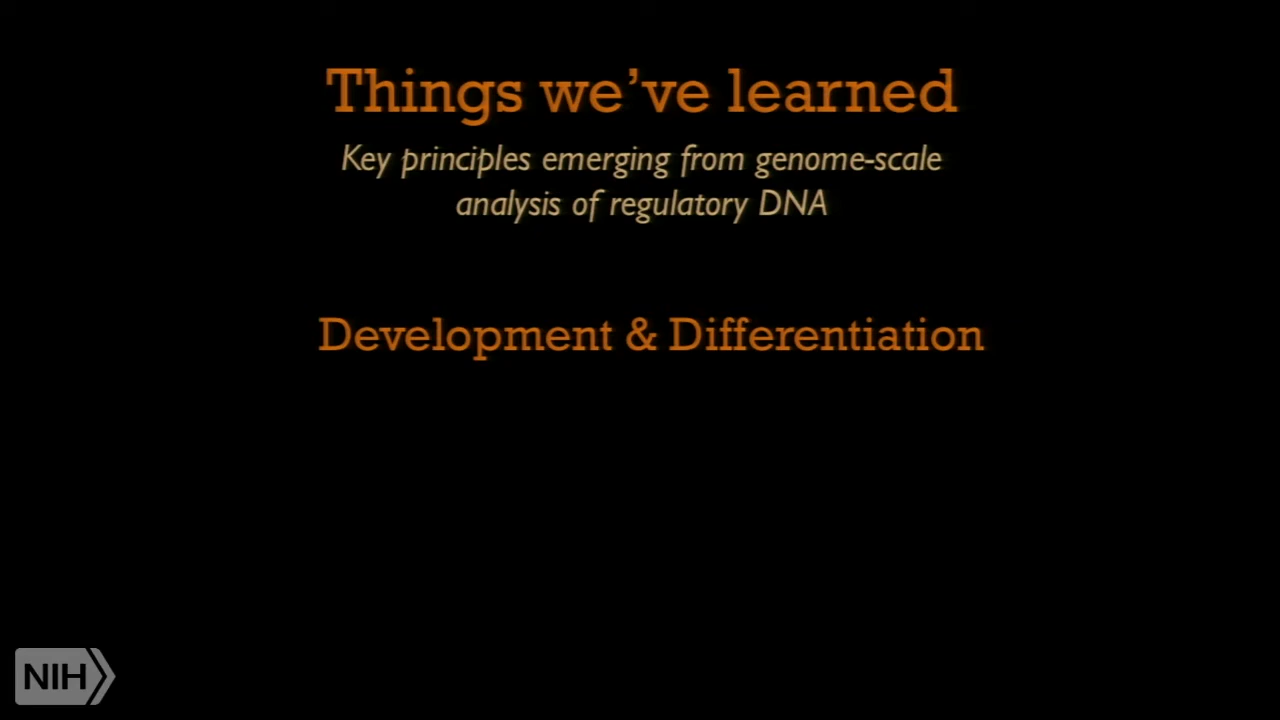 Things we've learned
Key principles emerging from genome-scale
analysis of regulatory DNA
Development & Differentiation
NIH